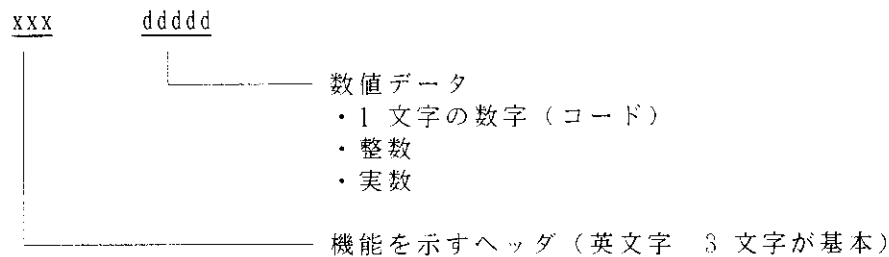 xxx ddddd
数値データ
・1 文字の数字（コード）
・整数
・実数
機能を示すヘッダ（英文字 3 文字が基本）